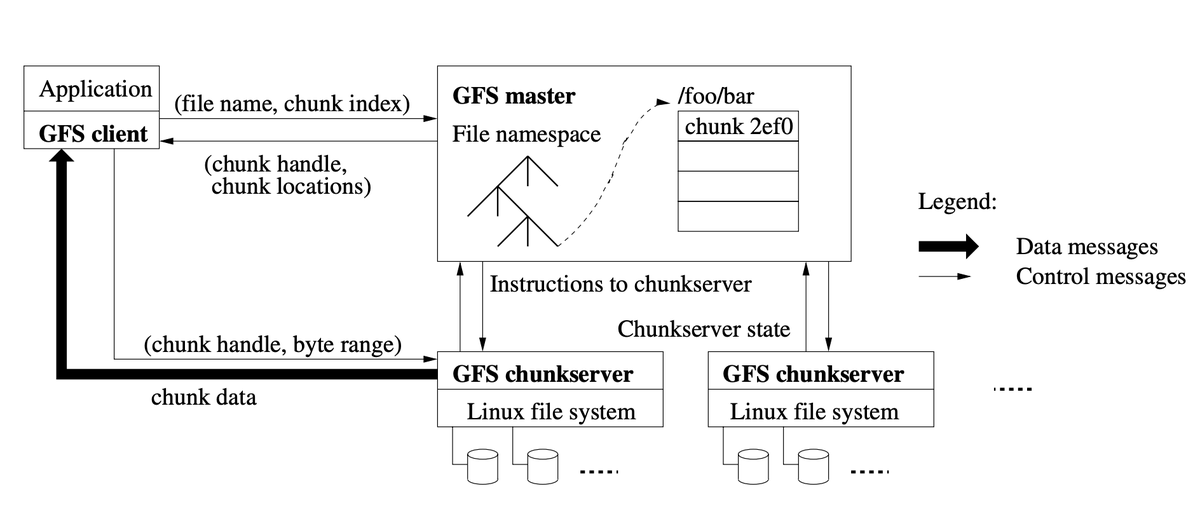 Application
GFS client
(file name, chunk index)
(chunk handle,
chunk locations)
GFS master
File namespace
/foo/bar
chunk 2ef0
Legend:
Data messages
Control messages
Instructions to chunkserver
Chunkserver state
(chunk handle, byte range)
chunk data
GFS chunkserver
Linux file system
GFS chunkserver
Linux file system